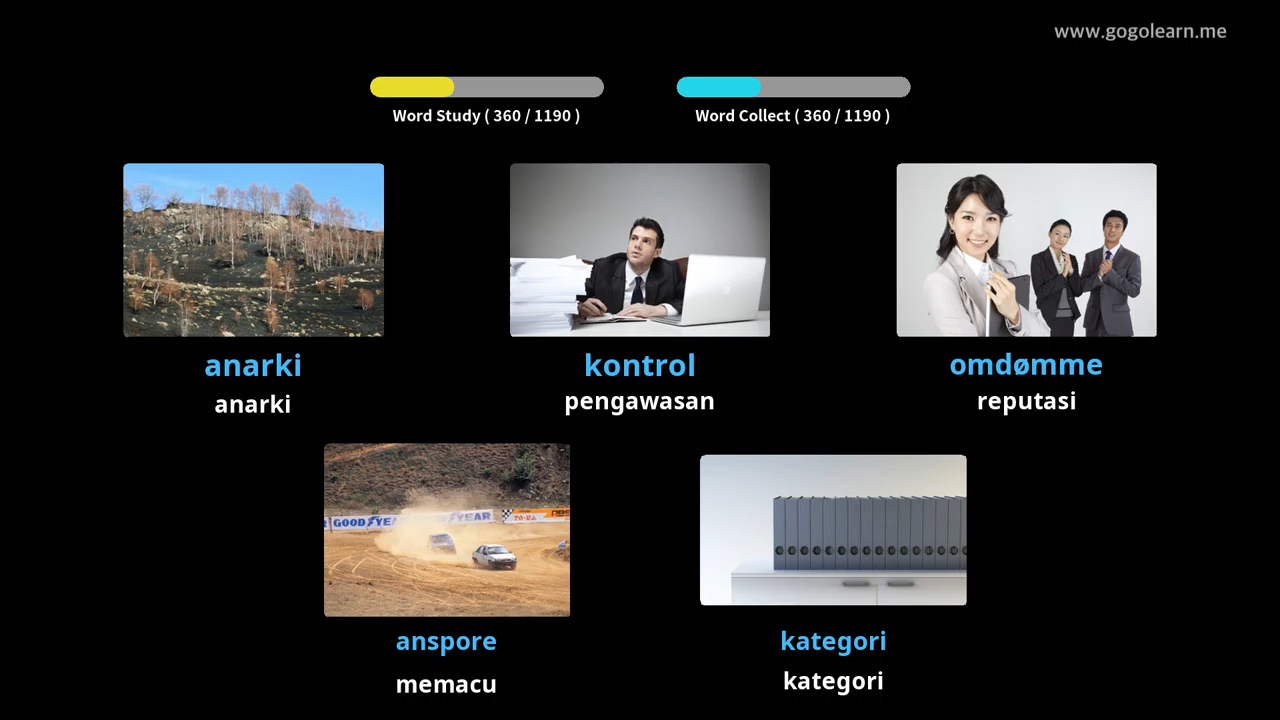 www.gogolearn.me
Word Study ( 360 / 1190 )
Word Collect ( 360 / 1190 )
anarki
anarki
kontrol
pengawasan
omdømme
reputasi
GOODYEAR
anspore
memacu
kategori
kategori